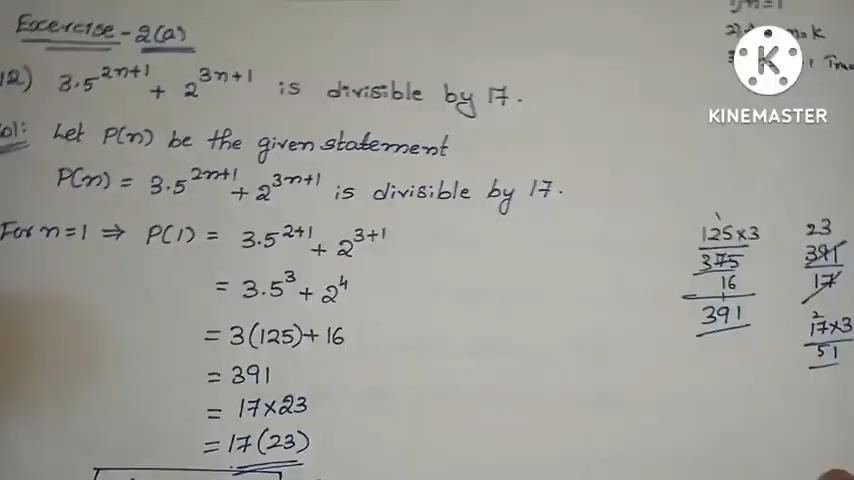 Excercise - 2(a)
12) 3.5^2n+1 + 2^3n+1 is divisible by 17.
Sol: Let P(n) be the given statement
P(n) = 3.5^2n+1 + 2^3n+1 is divisible by 17.
For n=1 ⇒ P(1) = 3.5^2+1 + 2^3+1
= 3.5^3 + 2^4
= 3(125)+16
= 391
= 17×23
= 17(23)
125×3
375
16
391
23
391
17
2
17×3
51
K
KINEMASTER